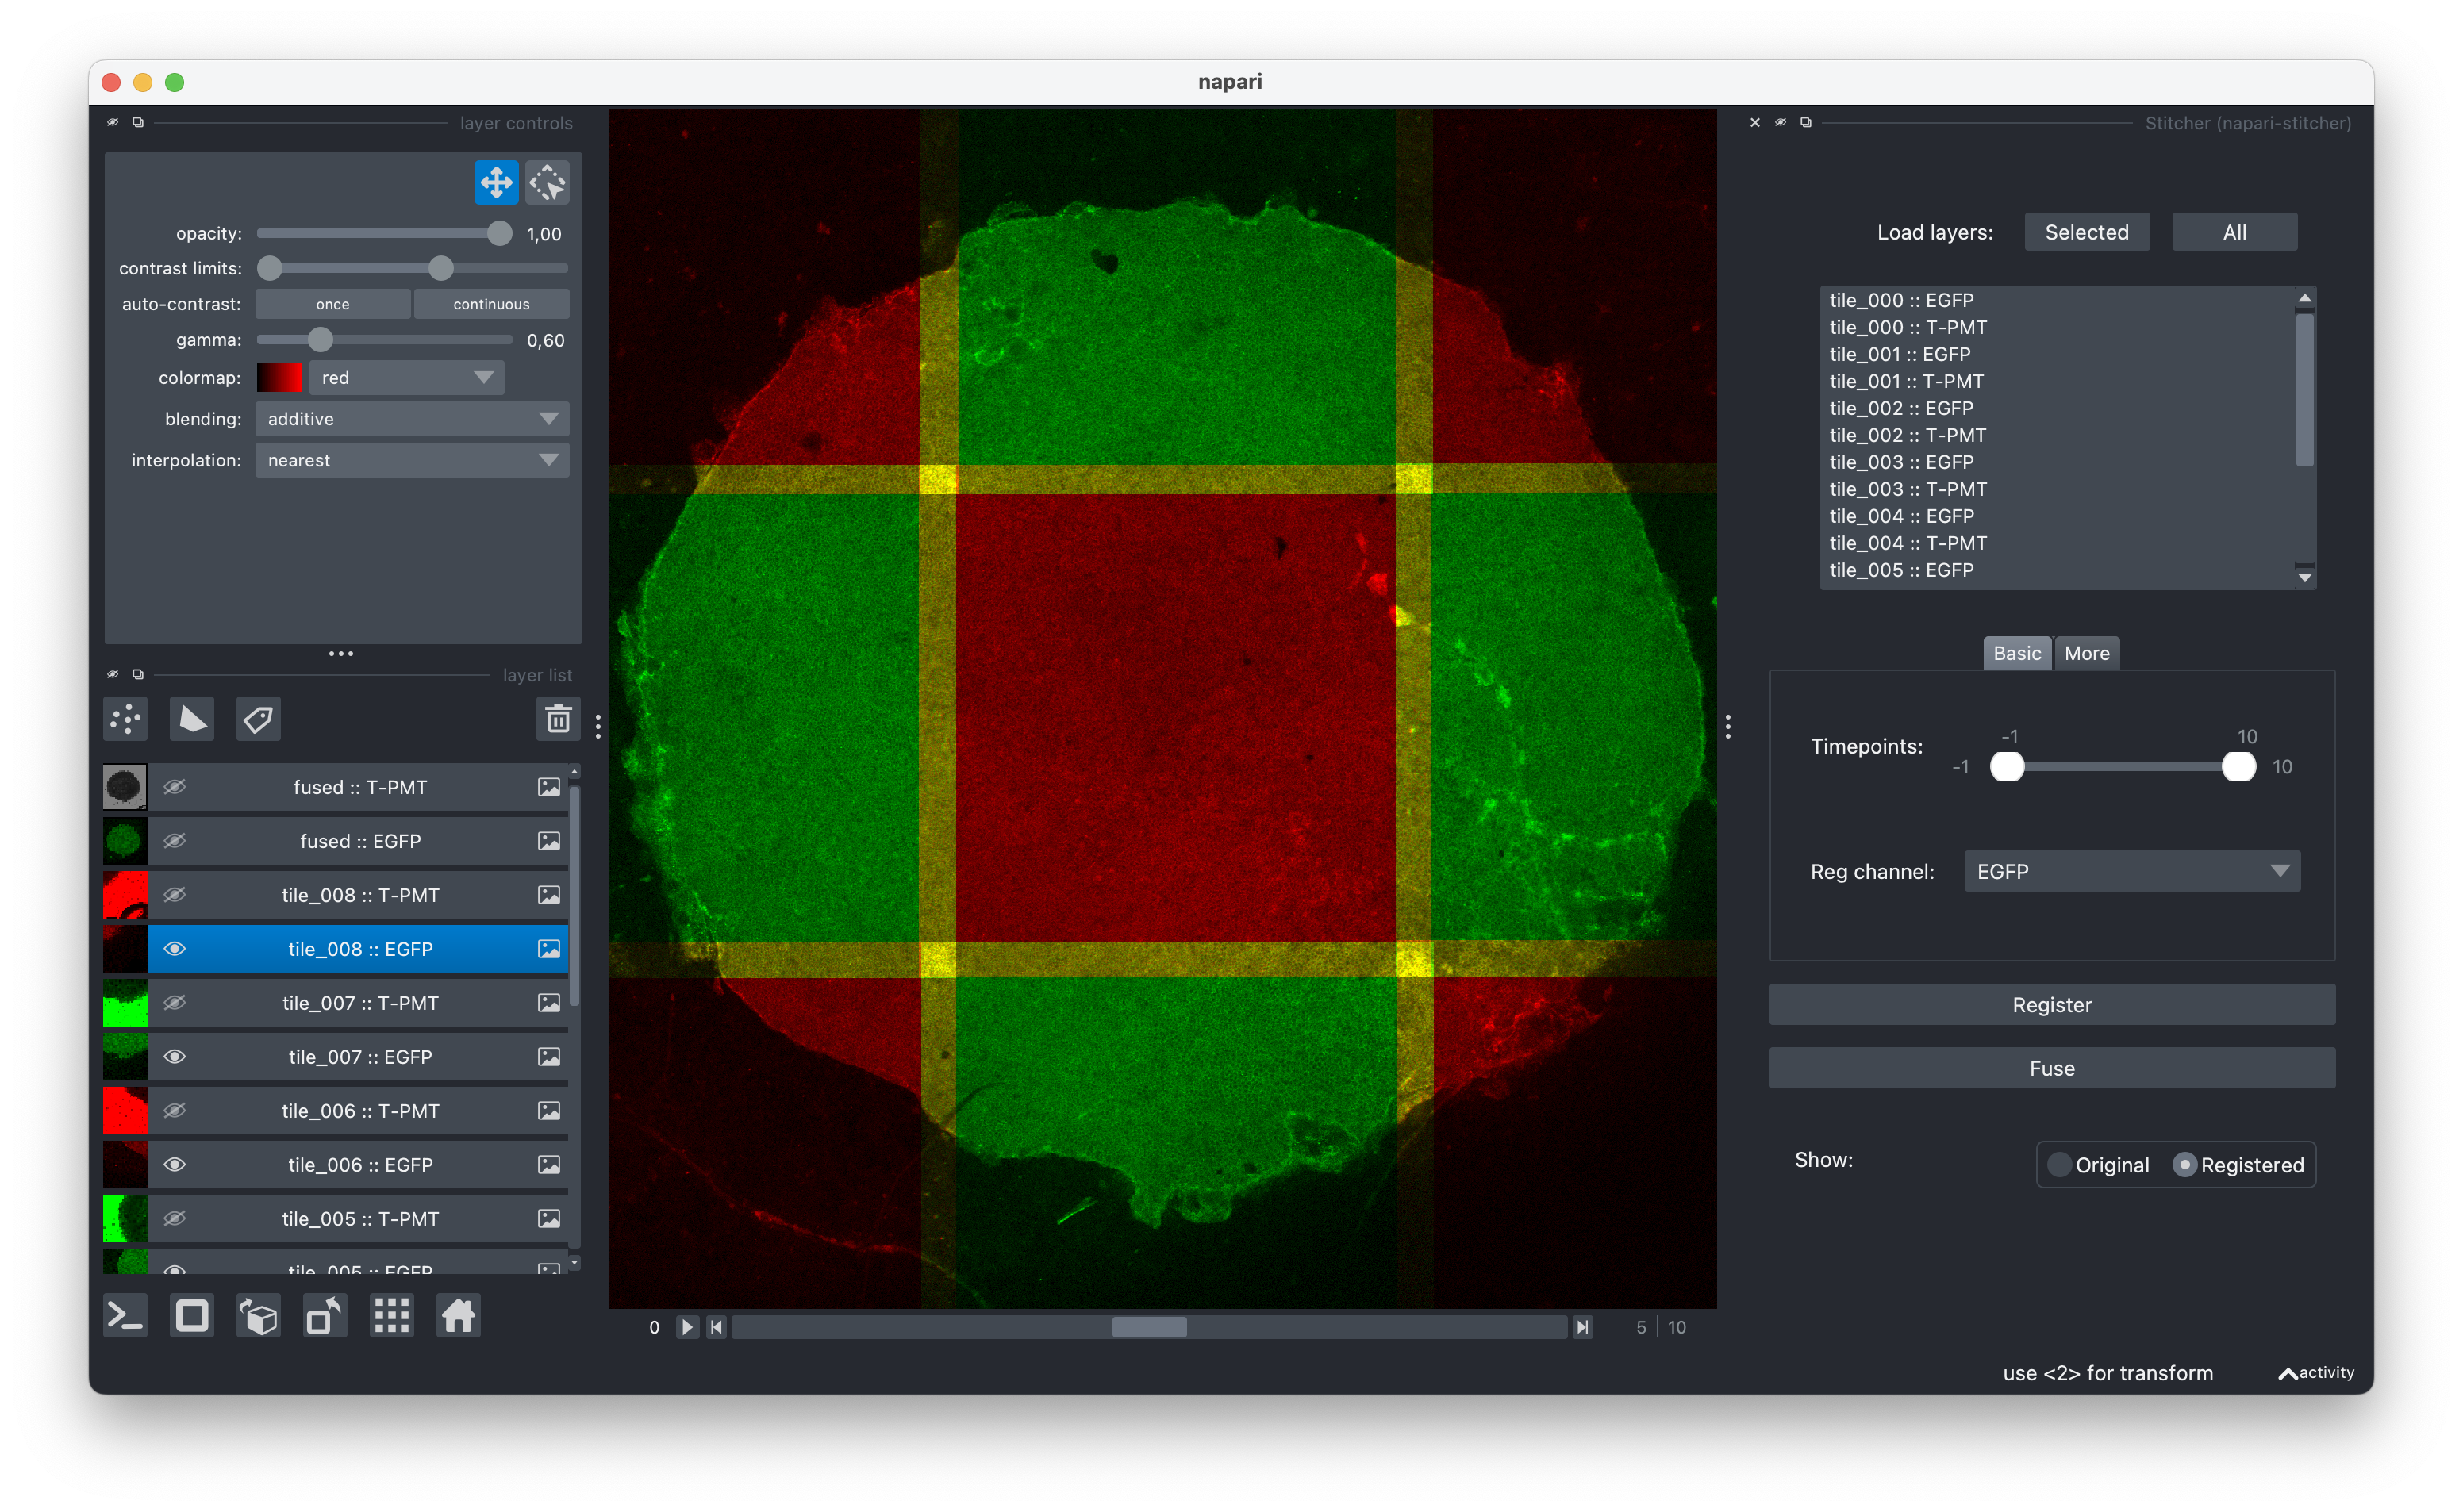 napari
layer controls
opacity: 1,00
contrast limits:
auto-contrast: once continuous
gamma: 0,60
colormap: red
blending: additive
interpolation: nearest
layer list
fused :: T-PMT
fused :: EGFP
tile_008 :: T-PMT
tile_008 :: EGFP
tile_007 :: T-PMT
tile_007 :: EGFP
tile_006 :: T-PMT
tile_006 :: EGFP
tile_005 :: T-PMT
tile_005 :: EGFP
0 5 | 10
Stitcher (napari-stitcher)
Load layers: Selected All
tile_000 :: EGFP
tile_000 :: T-PMT
tile_001 :: EGFP
tile_001 :: T-PMT
tile_002 :: EGFP
tile_002 :: T-PMT
tile_003 :: EGFP
tile_003 :: T-PMT
tile_004 :: EGFP
tile_004 :: T-PMT
tile_005 :: EGFP
Basic More
-1 10
Timepoints: -1 10
Reg channel: EGFP
Register
Fuse
Show: Original Registered
use <2> for transform activity